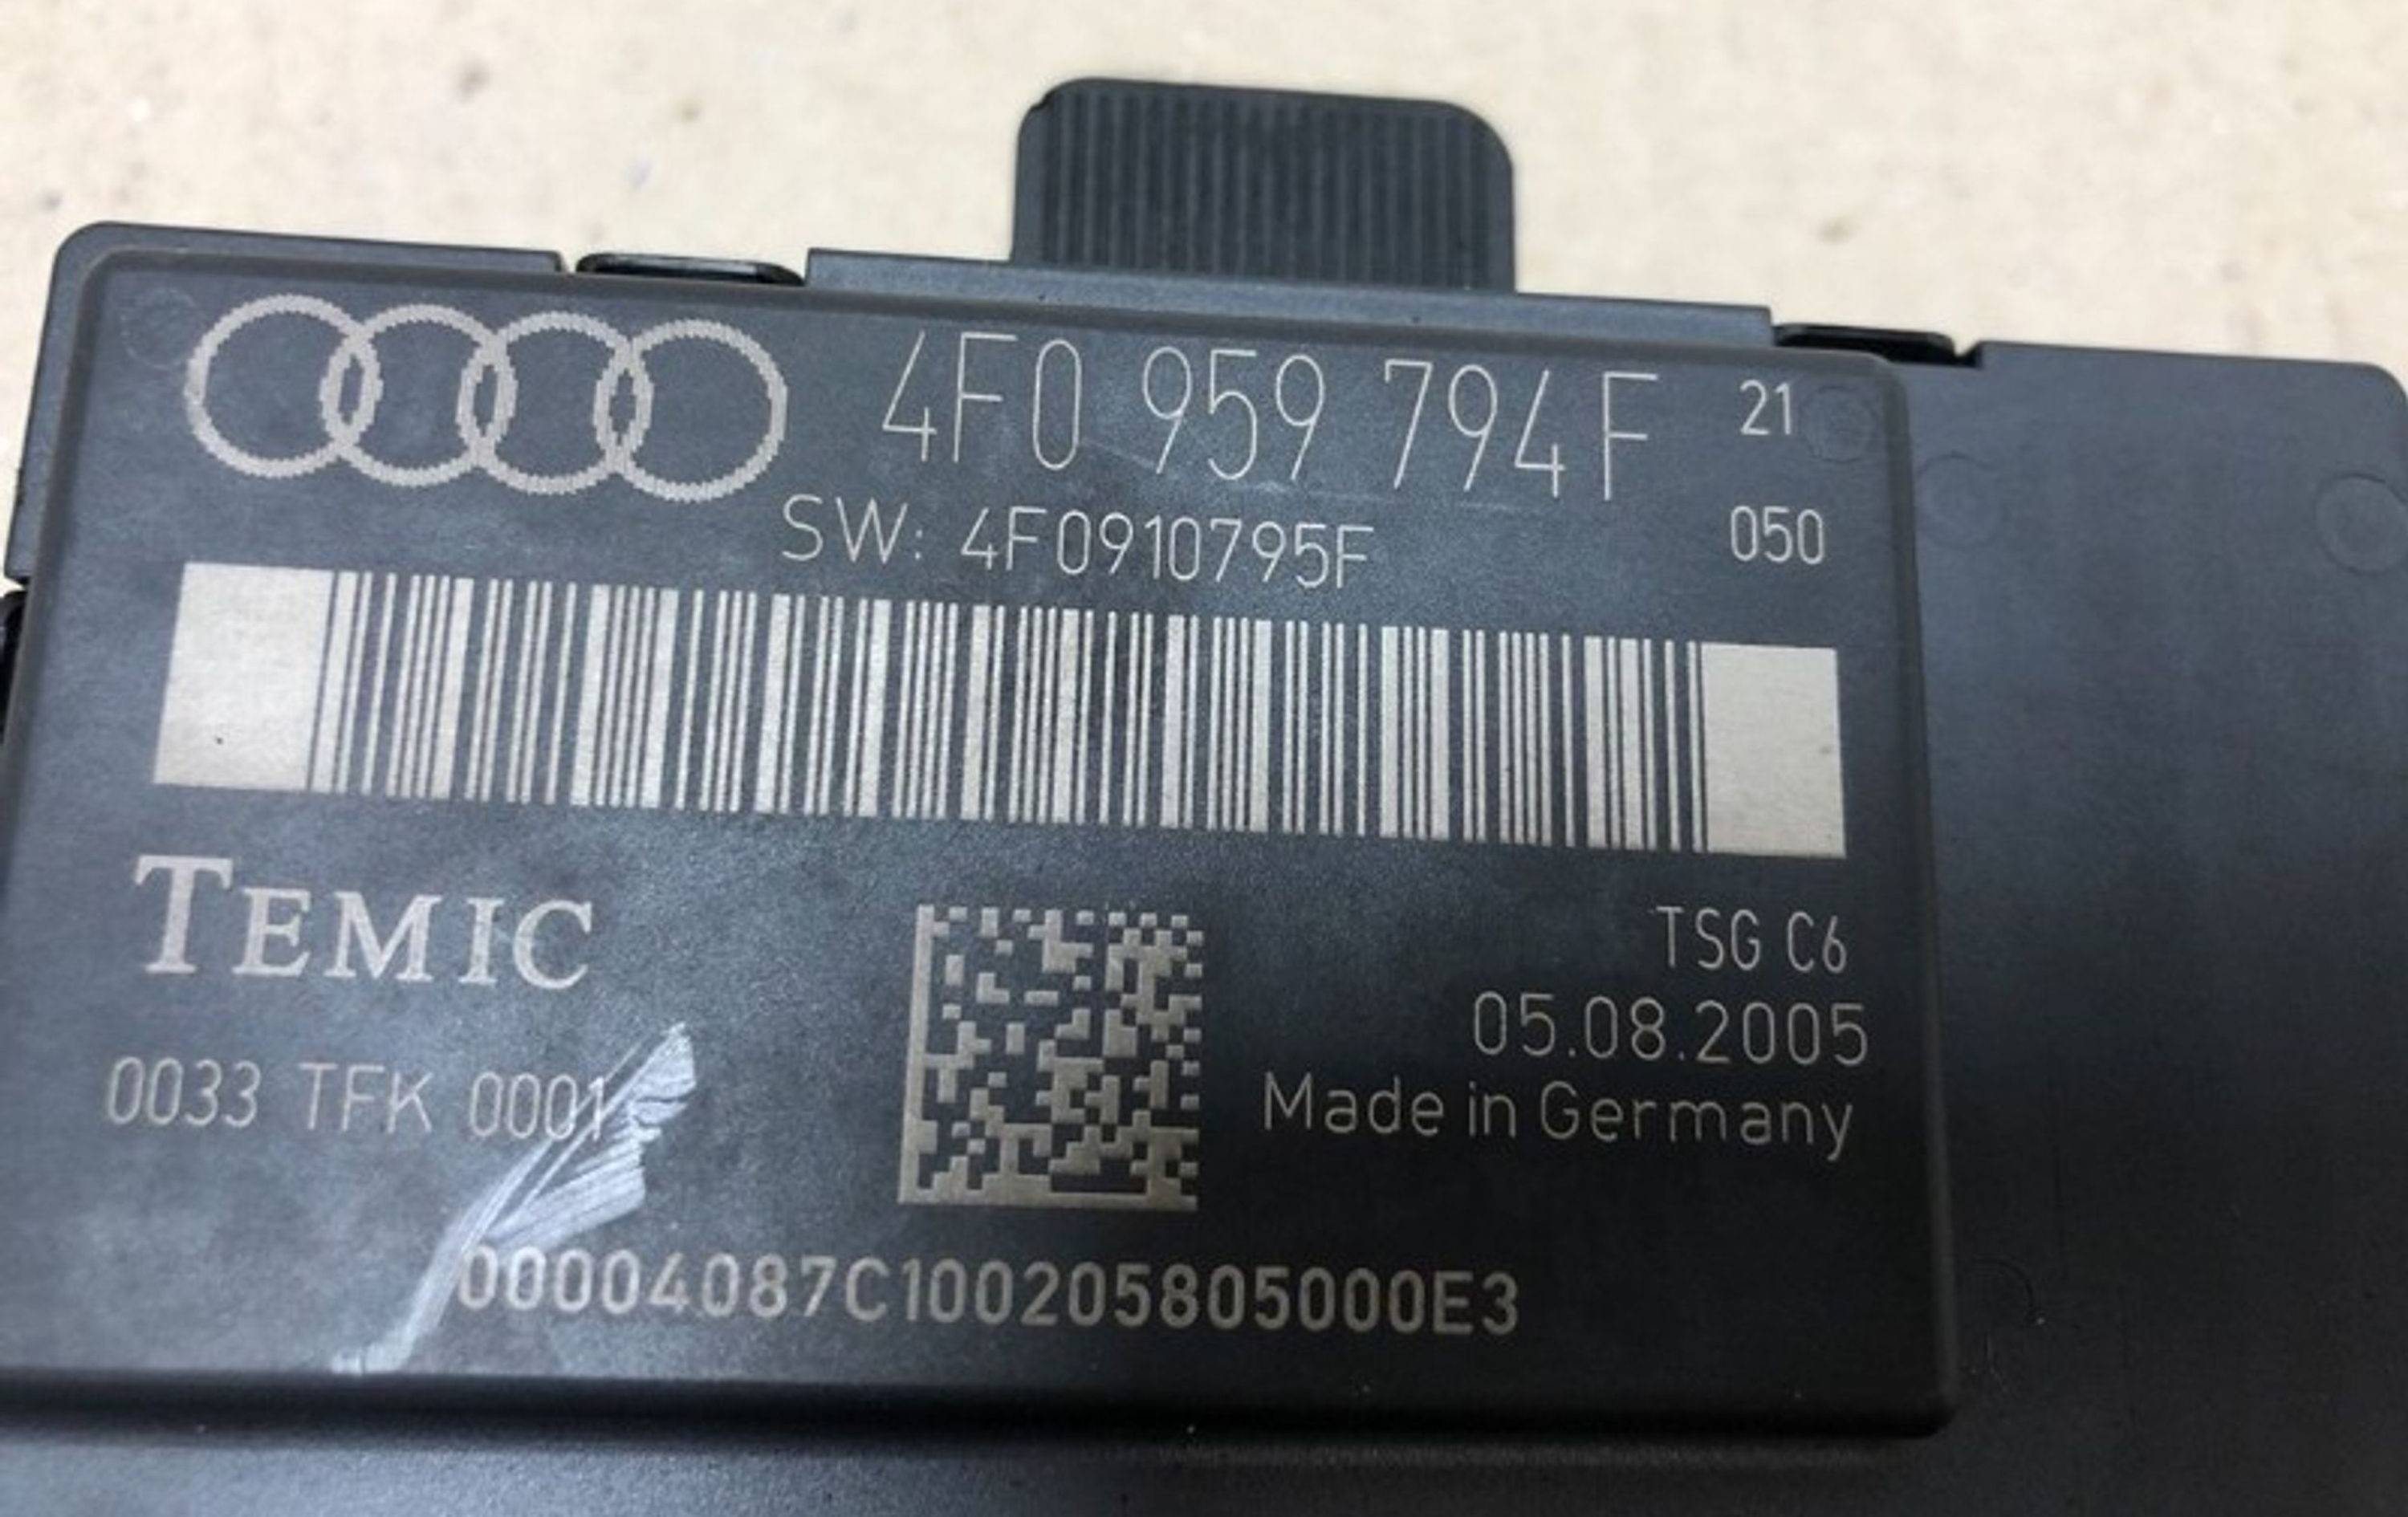 4F0 959 794 F 21
SW: 4F0910795F 050
TEMIC
TSG C6
05.08.2005
0033 TFK 0001
Made in Germany
00004087C100205805000E3